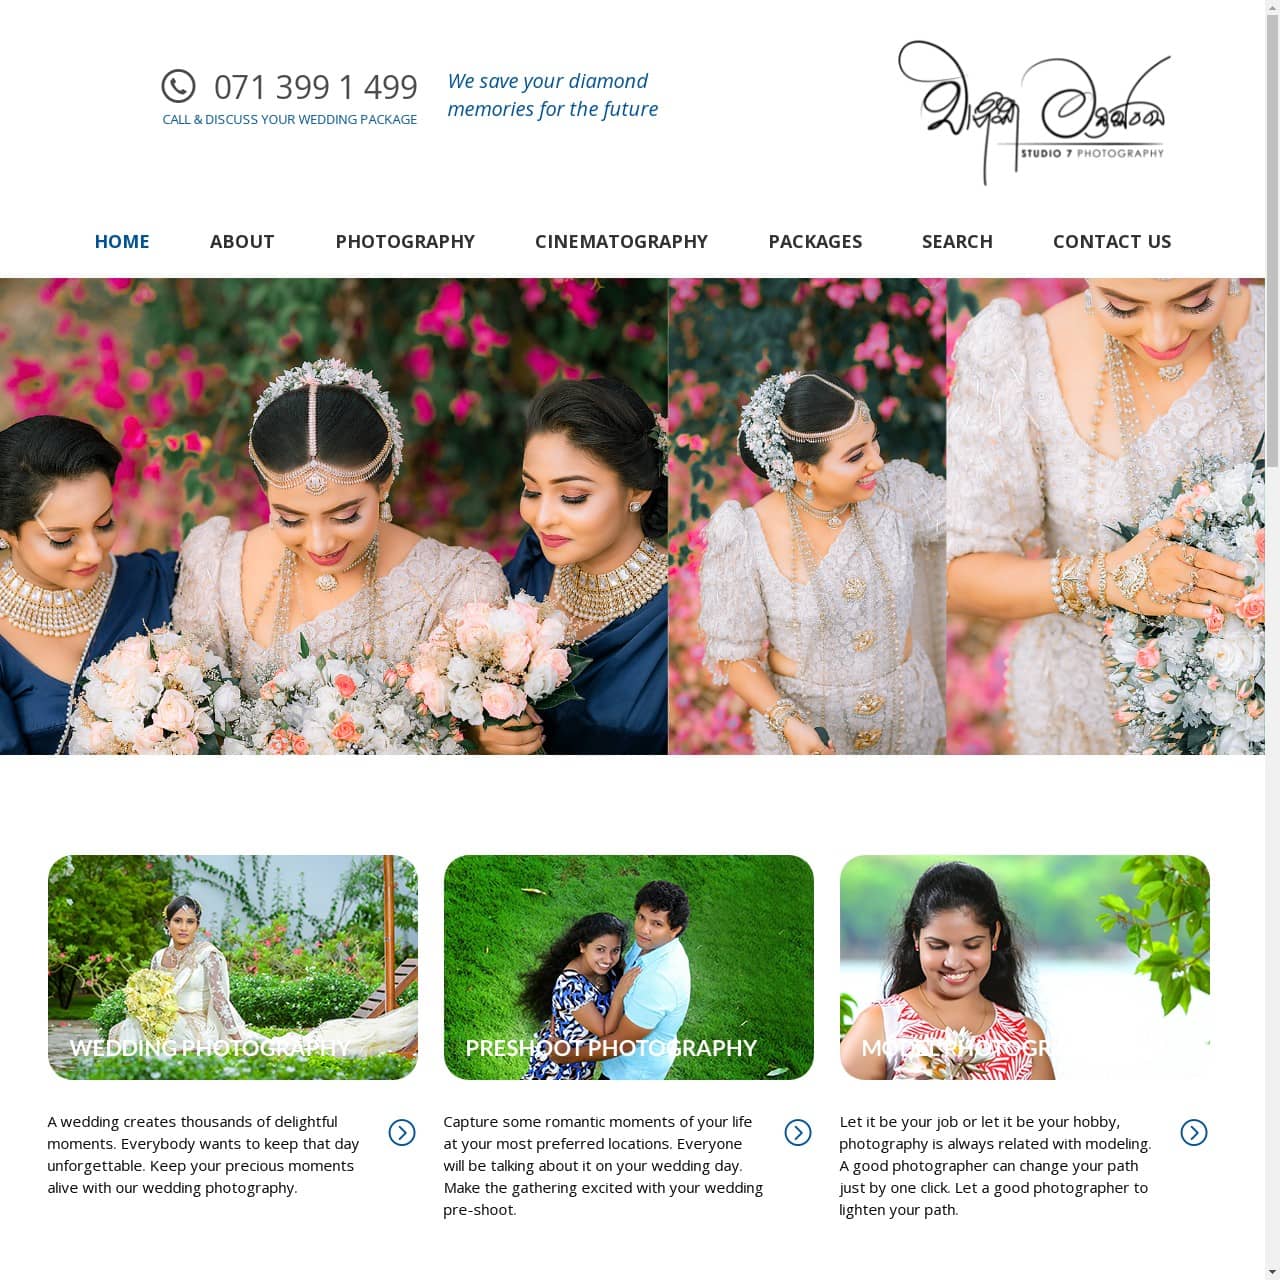 071 399 1 499
CALL & DISCUSS YOUR WEDDING PACKAGE
We save your diamond
memories for the future
STUDIO 7 PHOTOGRAPHY
HOME ABOUT PHOTOGRAPHY CINEMATOGRAPHY PACKAGES SEARCH CONTACT US
WEDDING PHOTOGRAPHY
PRESHOOT PHOTOGRAPHY
MODEL PHOTOGRAPHY
A wedding creates thousands of delightful
moments. Everybody wants to keep that day
unforgettable. Keep your precious moments
alive with our wedding photography.
Capture some romantic moments of your life
at your most preferred locations. Everyone
will be talking about it on your wedding day.
Make the gathering excited with your wedding
pre-shoot.
Let it be your job or let it be your hobby,
photography is always related with modeling.
A good photographer can change your path
just by one click. Let a good photographer to
lighten your path.